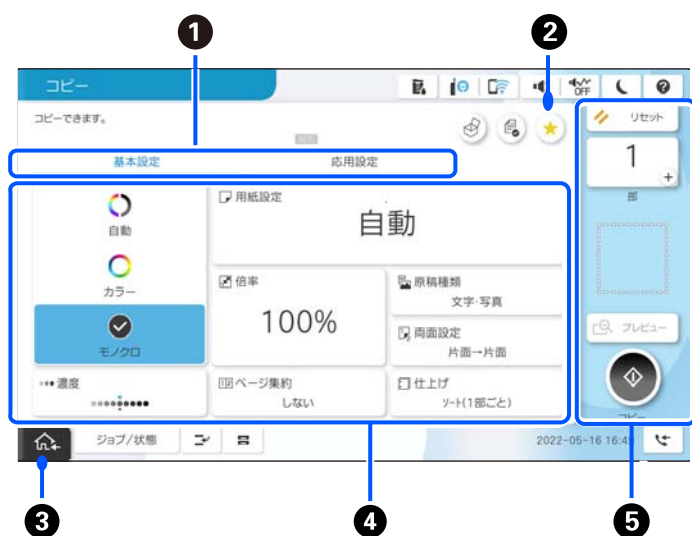 1
2
コピー
OFF
コピーできます。
リセット
基本設定
応用設定
1
+
部
自動
用紙設定
自動
カラー
倍率
100%
原稿種類
文字・写真
モノクロ
両面設定
片面→片面
プレビュー
濃度
ページ集約
しない
仕上げ
ソート(1部ごと)
コピー
ジョブ/状態
2022-05-16 16:45
3
4
5